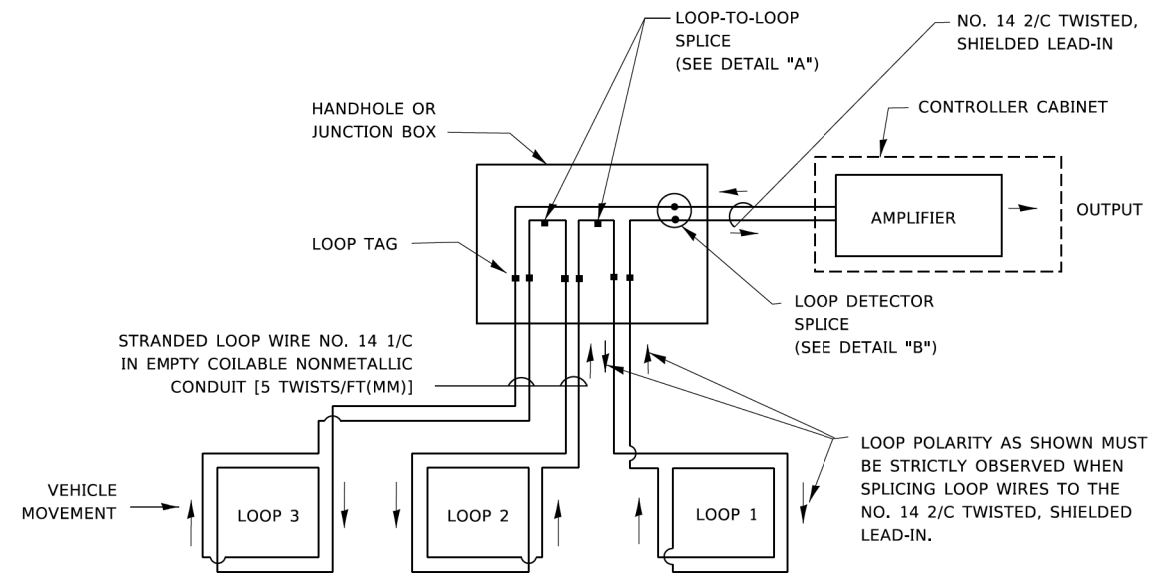 LOOP-TO-LOOP
SPLICE
(SEE DETAIL "A")
NO. 14 2/C TWISTED,
SHIELDED LEAD-IN
HANDHOLE OR
JUNCTION BOX
CONTROLLER CABINET
AMPLIFIER
OUTPUT
LOOP TAG
LOOP DETECTOR
SPLICE
(SEE DETAIL "B")
STRANDED LOOP WIRE NO. 14 1/C
IN EMPTY COILABLE NONMETALLIC
CONDUIT [5 TWISTS/FT(MM)]
LOOP POLARITY AS SHOWN MUST
BE STRICTLY OBSERVED WHEN
SPLICING LOOP WIRES TO THE
NO. 14 2/C TWISTED, SHIELDED
LEAD-IN.
VEHICLE
MOVEMENT
LOOP 3
LOOP 2
LOOP 1